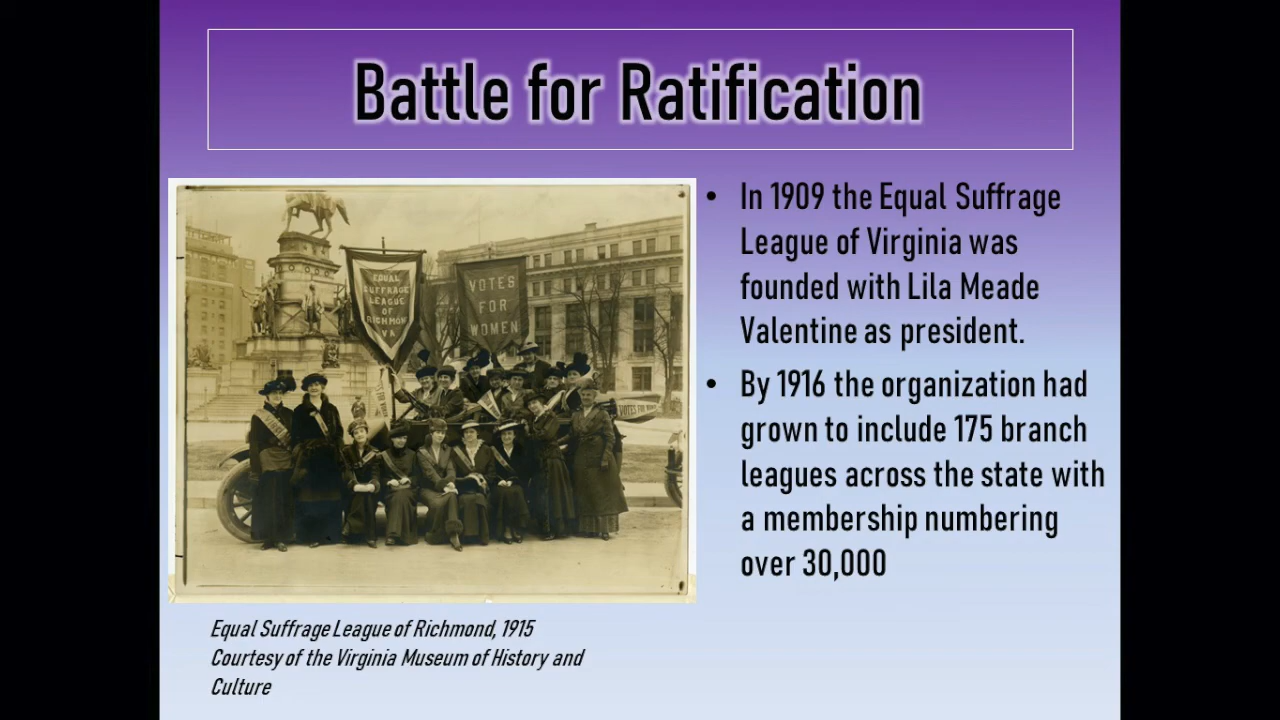 Battle for Ratification
EQUAL
SUFFRAGE
LEAGUE
OF
RICHMOND
VA
VOTES
FOR
WOMEN
VOTES FOR WOMEN
• In 1909 the Equal Suffrage
League of Virginia was
founded with Lila Meade
Valentine as president.
• By 1916 the organization had
grown to include 175 branch
leagues across the state with
a membership numbering
over 30,000
Equal Suffrage League of Richmond, 1915
Courtesy of the Virginia Museum of History and
Culture